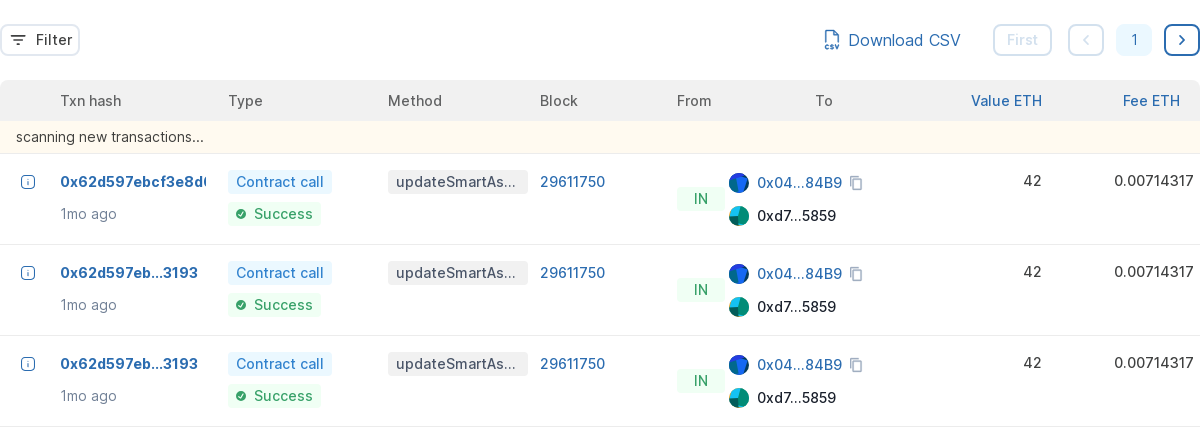 Filter
Download CSV
First
1
Txn hash Type Method Block From To Value ETH Fee ETH
scanning new transactions...
0x62d597ebcf3e8d Contract call updateSmartAs... 29611750 IN 0x04...84B9 42 0.00714317
1mo ago Success 0xd7...5859
0x62d597eb...3193 Contract call updateSmartAs... 29611750 IN 0x04...84B9 42 0.00714317
1mo ago Success 0xd7...5859
0x62d597eb...3193 Contract call updateSmartAs... 29611750 IN 0x04...84B9 42 0.00714317
1mo ago Success 0xd7...5859